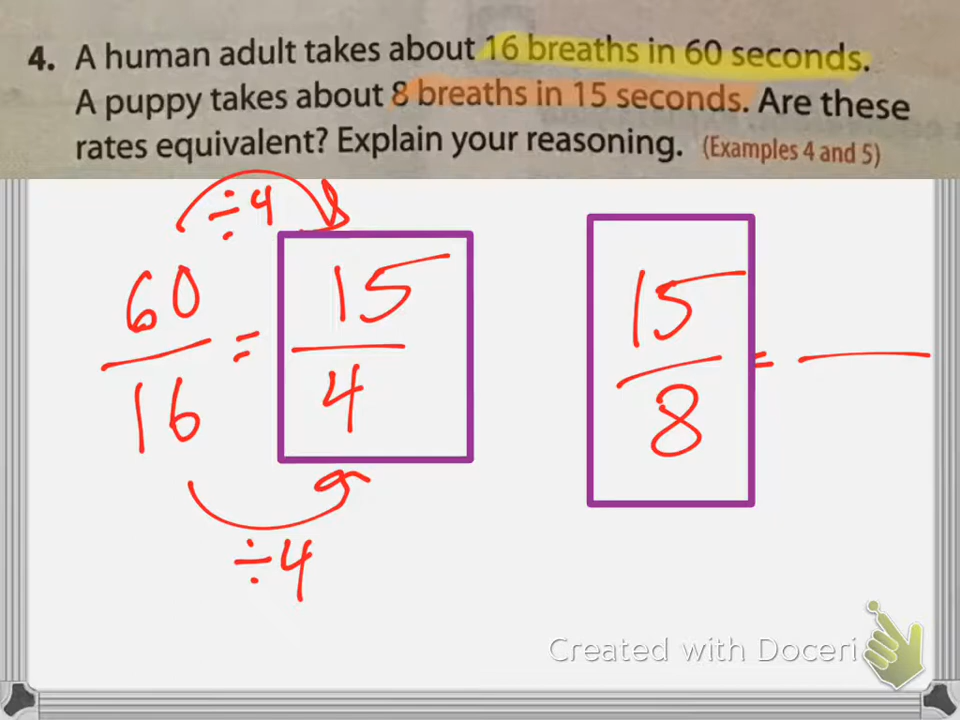 4. A human adult takes about 16 breaths in 60 seconds.
A puppy takes about 8 breaths in 15 seconds. Are these
rates equivalent? Explain your reasoning. (Examples 4 and 5)
÷4
60/16 = 15/4
÷4
15/8 =
Created with Doceri